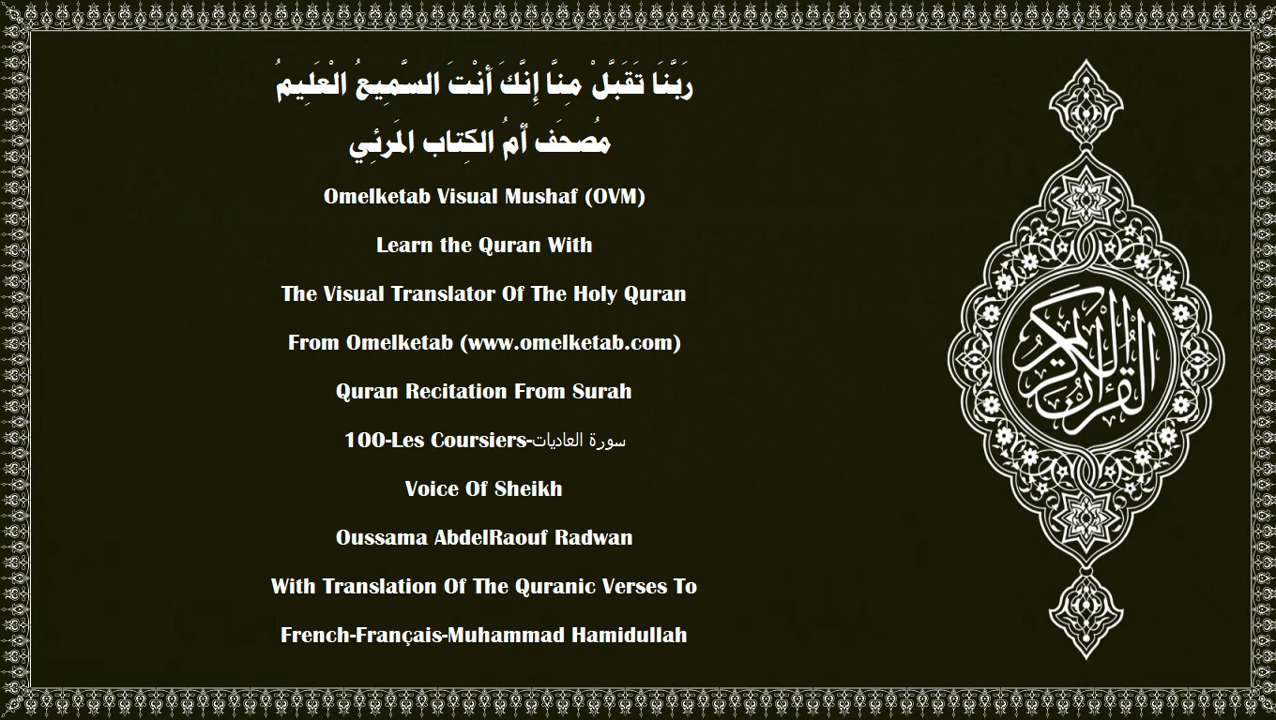 رَبَّنَا تَقَبَّلْ مِنَّا إِنَّكَ أَنْتَ السَّمِيعُ الْعَلِيمُ
مُصحَف أمُ الكِتاب المَرئِي
Omelketab Visual Mushaf (OVM)
Learn the Quran With
The Visual Translator Of The Holy Quran
From Omelketab (www.omelketab.com)
Quran Recitation From Surah
100-Les Coursiers-سورة العاديات
Voice Of Sheikh
Oussama AbdelRaouf Radwan
With Translation Of The Quranic Verses To
French-Français-Muhammad Hamidullah
القرآن الكريم